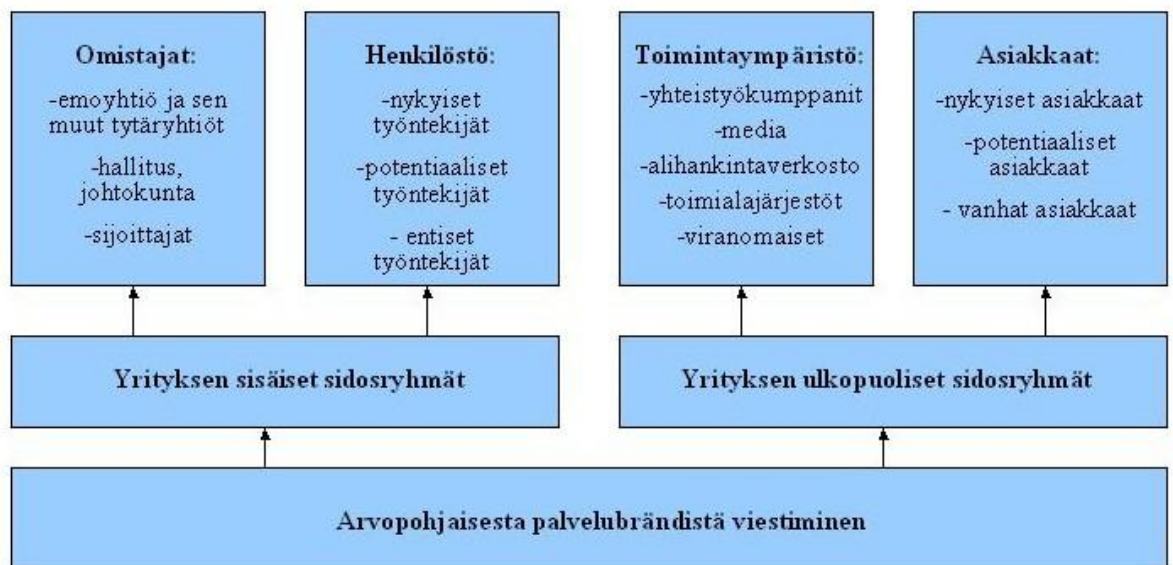 Omistajat:
-emoyhtiö ja sen
muut tytäryhtiöt
-hallitus,
johtokunta
-sijoittajat
Henkilöstö:
-nykyiset
työntekijät
-potentiaaliset
työntekijät
- entiset
työntekijät
Toimintaympäristö:
-yhteistyökumppanit
-media
-alihankintaverkosto
-toimialajärjestöt
-viranomaiset
Asiakkaat:
-nykyiset asiakkaat
-potentiaaliset
asiakkaat
- vanhat asiakkaat
Yrityksen sisäiset sidosryhmät
Yrityksen ulkopuoliset sidosryhmät
Arvopohjaisesta palvelubrändistä viestiminen